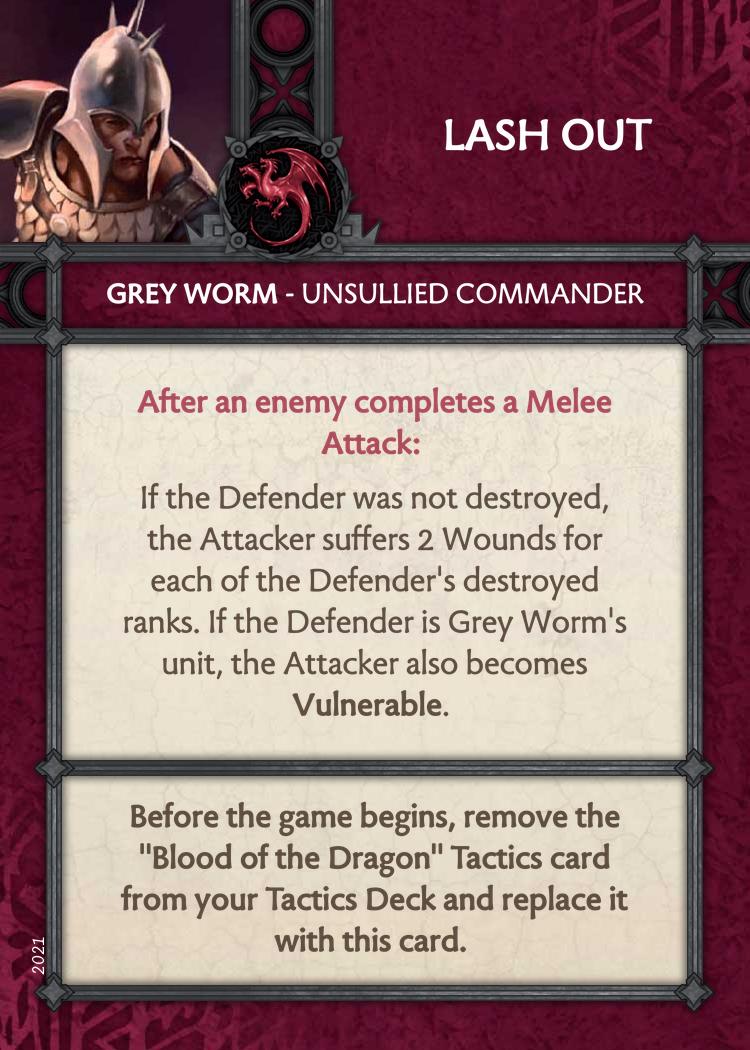 LASH OUT
GREY WORM - UNSULLIED COMMANDER
After an enemy completes a Melee
Attack:
If the Defender was not destroyed,
the Attacker suffers 2 Wounds for
each of the Defender's destroyed
ranks. If the Defender is Grey Worm's
unit, the Attacker also becomes
Vulnerable.
Before the game begins, remove the
"Blood of the Dragon" Tactics card
from your Tactics Deck and replace it
with this card.
2021